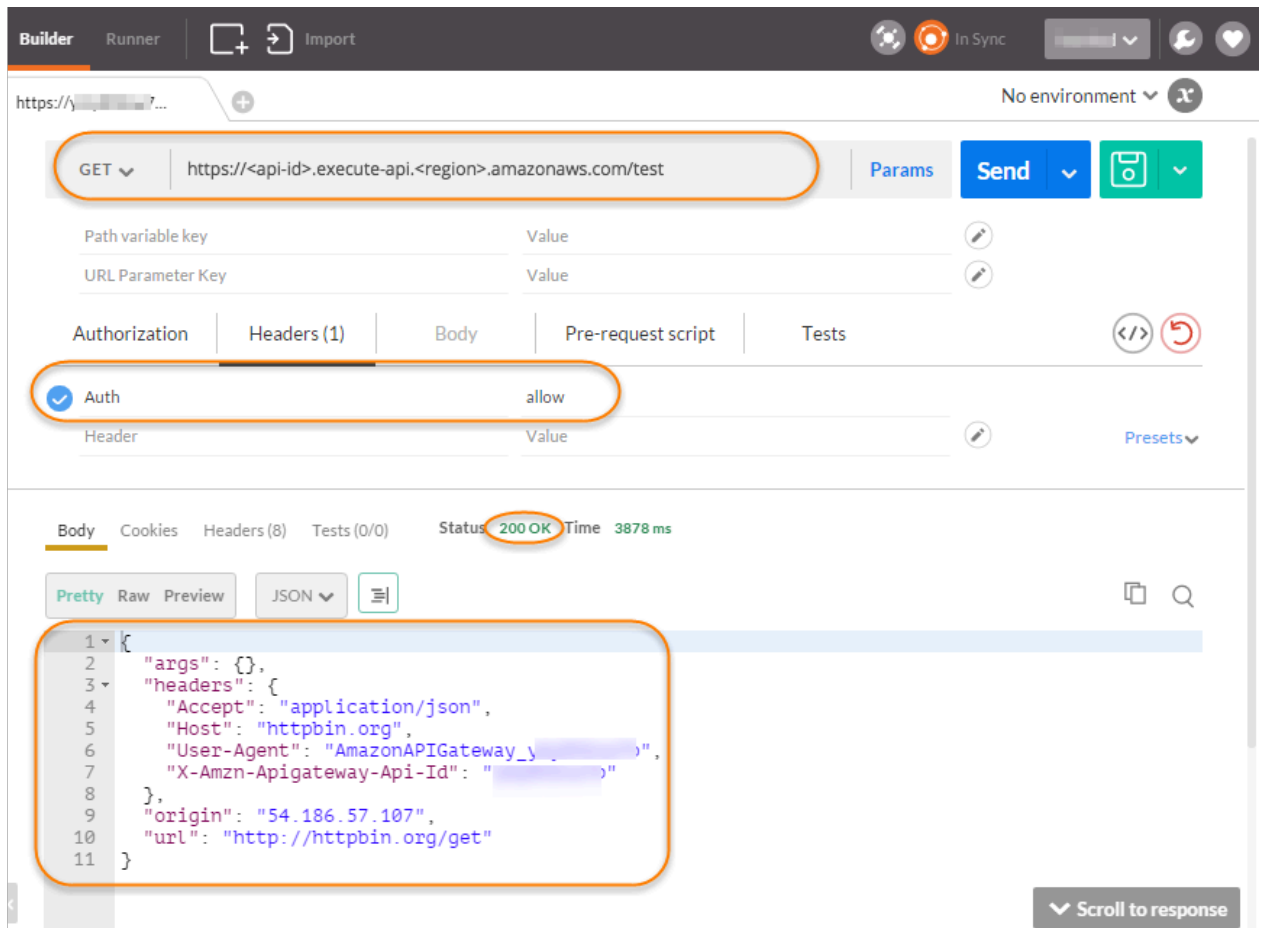 Builder Runner Import In Sync
https://y 7... No environment
GET https://<api-id>.execute-api.<region>.amazonaws.com/test Params Send
Path variable key Value
URL Parameter Key Value
Authorization Headers (1) Body Pre-request script Tests
Auth allow
Header Value Presets
Body Cookies Headers (8) Tests (0/0) Status 200 OK Time 3878 ms
Pretty Raw Preview JSON
1 {
2 "args": {},
3 "headers": {
4 "Accept": "application/json",
5 "Host": "httpbin.org",
6 "User-Agent": "AmazonAPIGateway_y",
7 "X-Amzn-Apigateway-Api-Id": "
8 },
9 "origin": "54.186.57.107",
10 "url": "http://httpbin.org/get"
11 }
Scroll to response